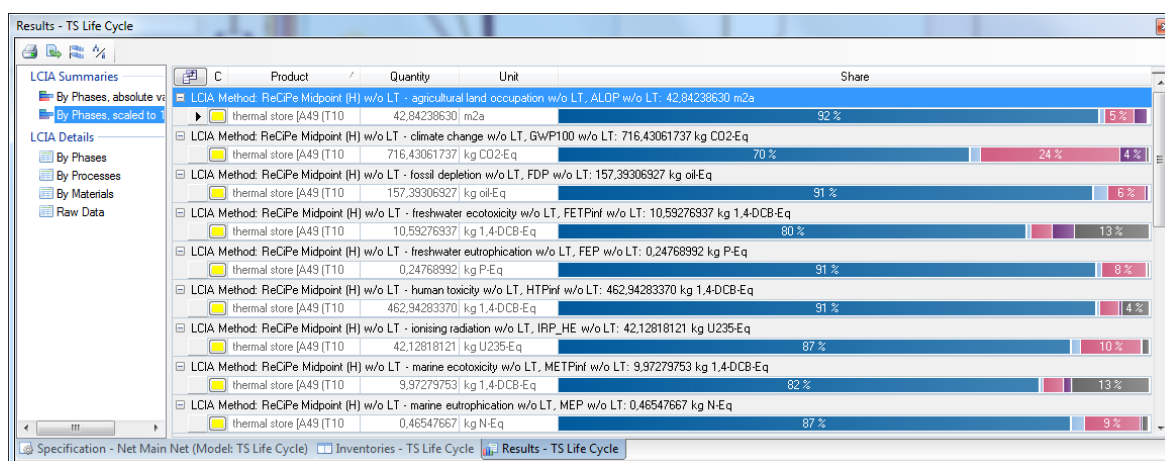 Results - TS Life Cycle
LCIA Summaries
By Phases, absolute va
By Phases, scaled to 1
LCIA Details
By Phases
By Processes
By Materials
Raw Data
C Product Quantity Unit Share
LCIA Method: ReCiPe Midpoint (H) w/o LT - agricultural land occupation w/o LT, ALOP w/o LT: 42,84238630 m2a
thermal store [A49 (T10 42,84238630 m2a 92 % 5 %
LCIA Method: ReCiPe Midpoint (H) w/o LT - climate change w/o LT, GWP100 w/o LT: 716,43061737 kg CO2-Eq
thermal store [A49 (T10 716,43061737 kg CO2-Eq 70 % 24 % 4 %
LCIA Method: ReCiPe Midpoint (H) w/o LT - fossil depletion w/o LT, FDP w/o LT: 157,39306927 kg oil-Eq
thermal store [A49 (T10 157,39306927 kg oil-Eq 91 % 6 %
LCIA Method: ReCiPe Midpoint (H) w/o LT - freshwater ecotoxicity w/o LT, FETPinf w/o LT: 10,59276937 kg 1,4-DCB-Eq
thermal store [A49 (T10 10,59276937 kg 1,4-DCB-Eq 80 % 13 %
LCIA Method: ReCiPe Midpoint (H) w/o LT - freshwater eutrophication w/o LT, FEP w/o LT: 0,24768992 kg P-Eq
thermal store [A49 (T10 0,24768992 kg P-Eq 91 % 8 %
LCIA Method: ReCiPe Midpoint (H) w/o LT - human toxicity w/o LT, HTPinf w/o LT: 462,94283370 kg 1,4-DCB-Eq
thermal store [A49 (T10 462,94283370 kg 1,4-DCB-Eq 91 % 4 %
LCIA Method: ReCiPe Midpoint (H) w/o LT - ionising radiation w/o LT, IRP_HE w/o LT: 42,12818121 kg U235-Eq
thermal store [A49 (T10 42,12818121 kg U235-Eq 87 % 10 %
LCIA Method: ReCiPe Midpoint (H) w/o LT - marine ecotoxicity w/o LT, METPinf w/o LT: 9,97279753 kg 1,4-DCB-Eq
thermal store [A49 (T10 9,97279753 kg 1,4-DCB-Eq 82 % 13 %
LCIA Method: ReCiPe Midpoint (H) w/o LT - marine eutrophication w/o LT, MEP w/o LT: 0,46547667 kg N-Eq
thermal store [A49 (T10 0,46547667 kg N-Eq 87 % 9 %
Specification - Net Main Net (Model: TS Life Cycle) Inventories - TS Life Cycle Results - TS Life Cycle